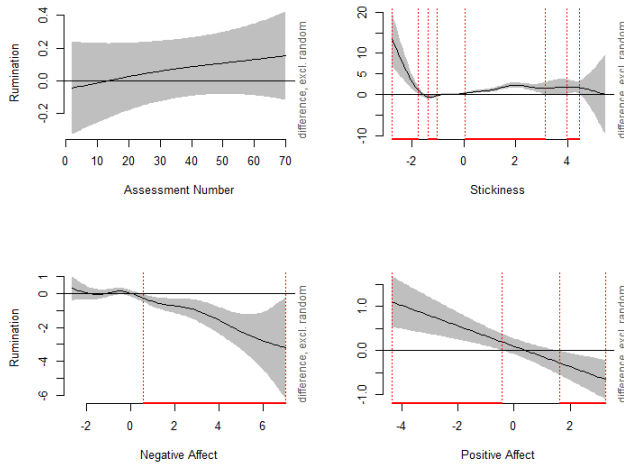 0.4
0.2
0.0
-0.2
Rumination
0 10 20 30 40 50 60 70
Assessment Number
difference, excl. random
20
15
10
5
0
-10
-2 0 2 4
Stickiness
difference, excl. random
1
0
-2
-4
-6
Rumination
-2 0 2 4 6
Negative Affect
difference, excl. random
1.0
0.0
-1.0
-4 -2 0 2
Positive Affect
difference, excl. random